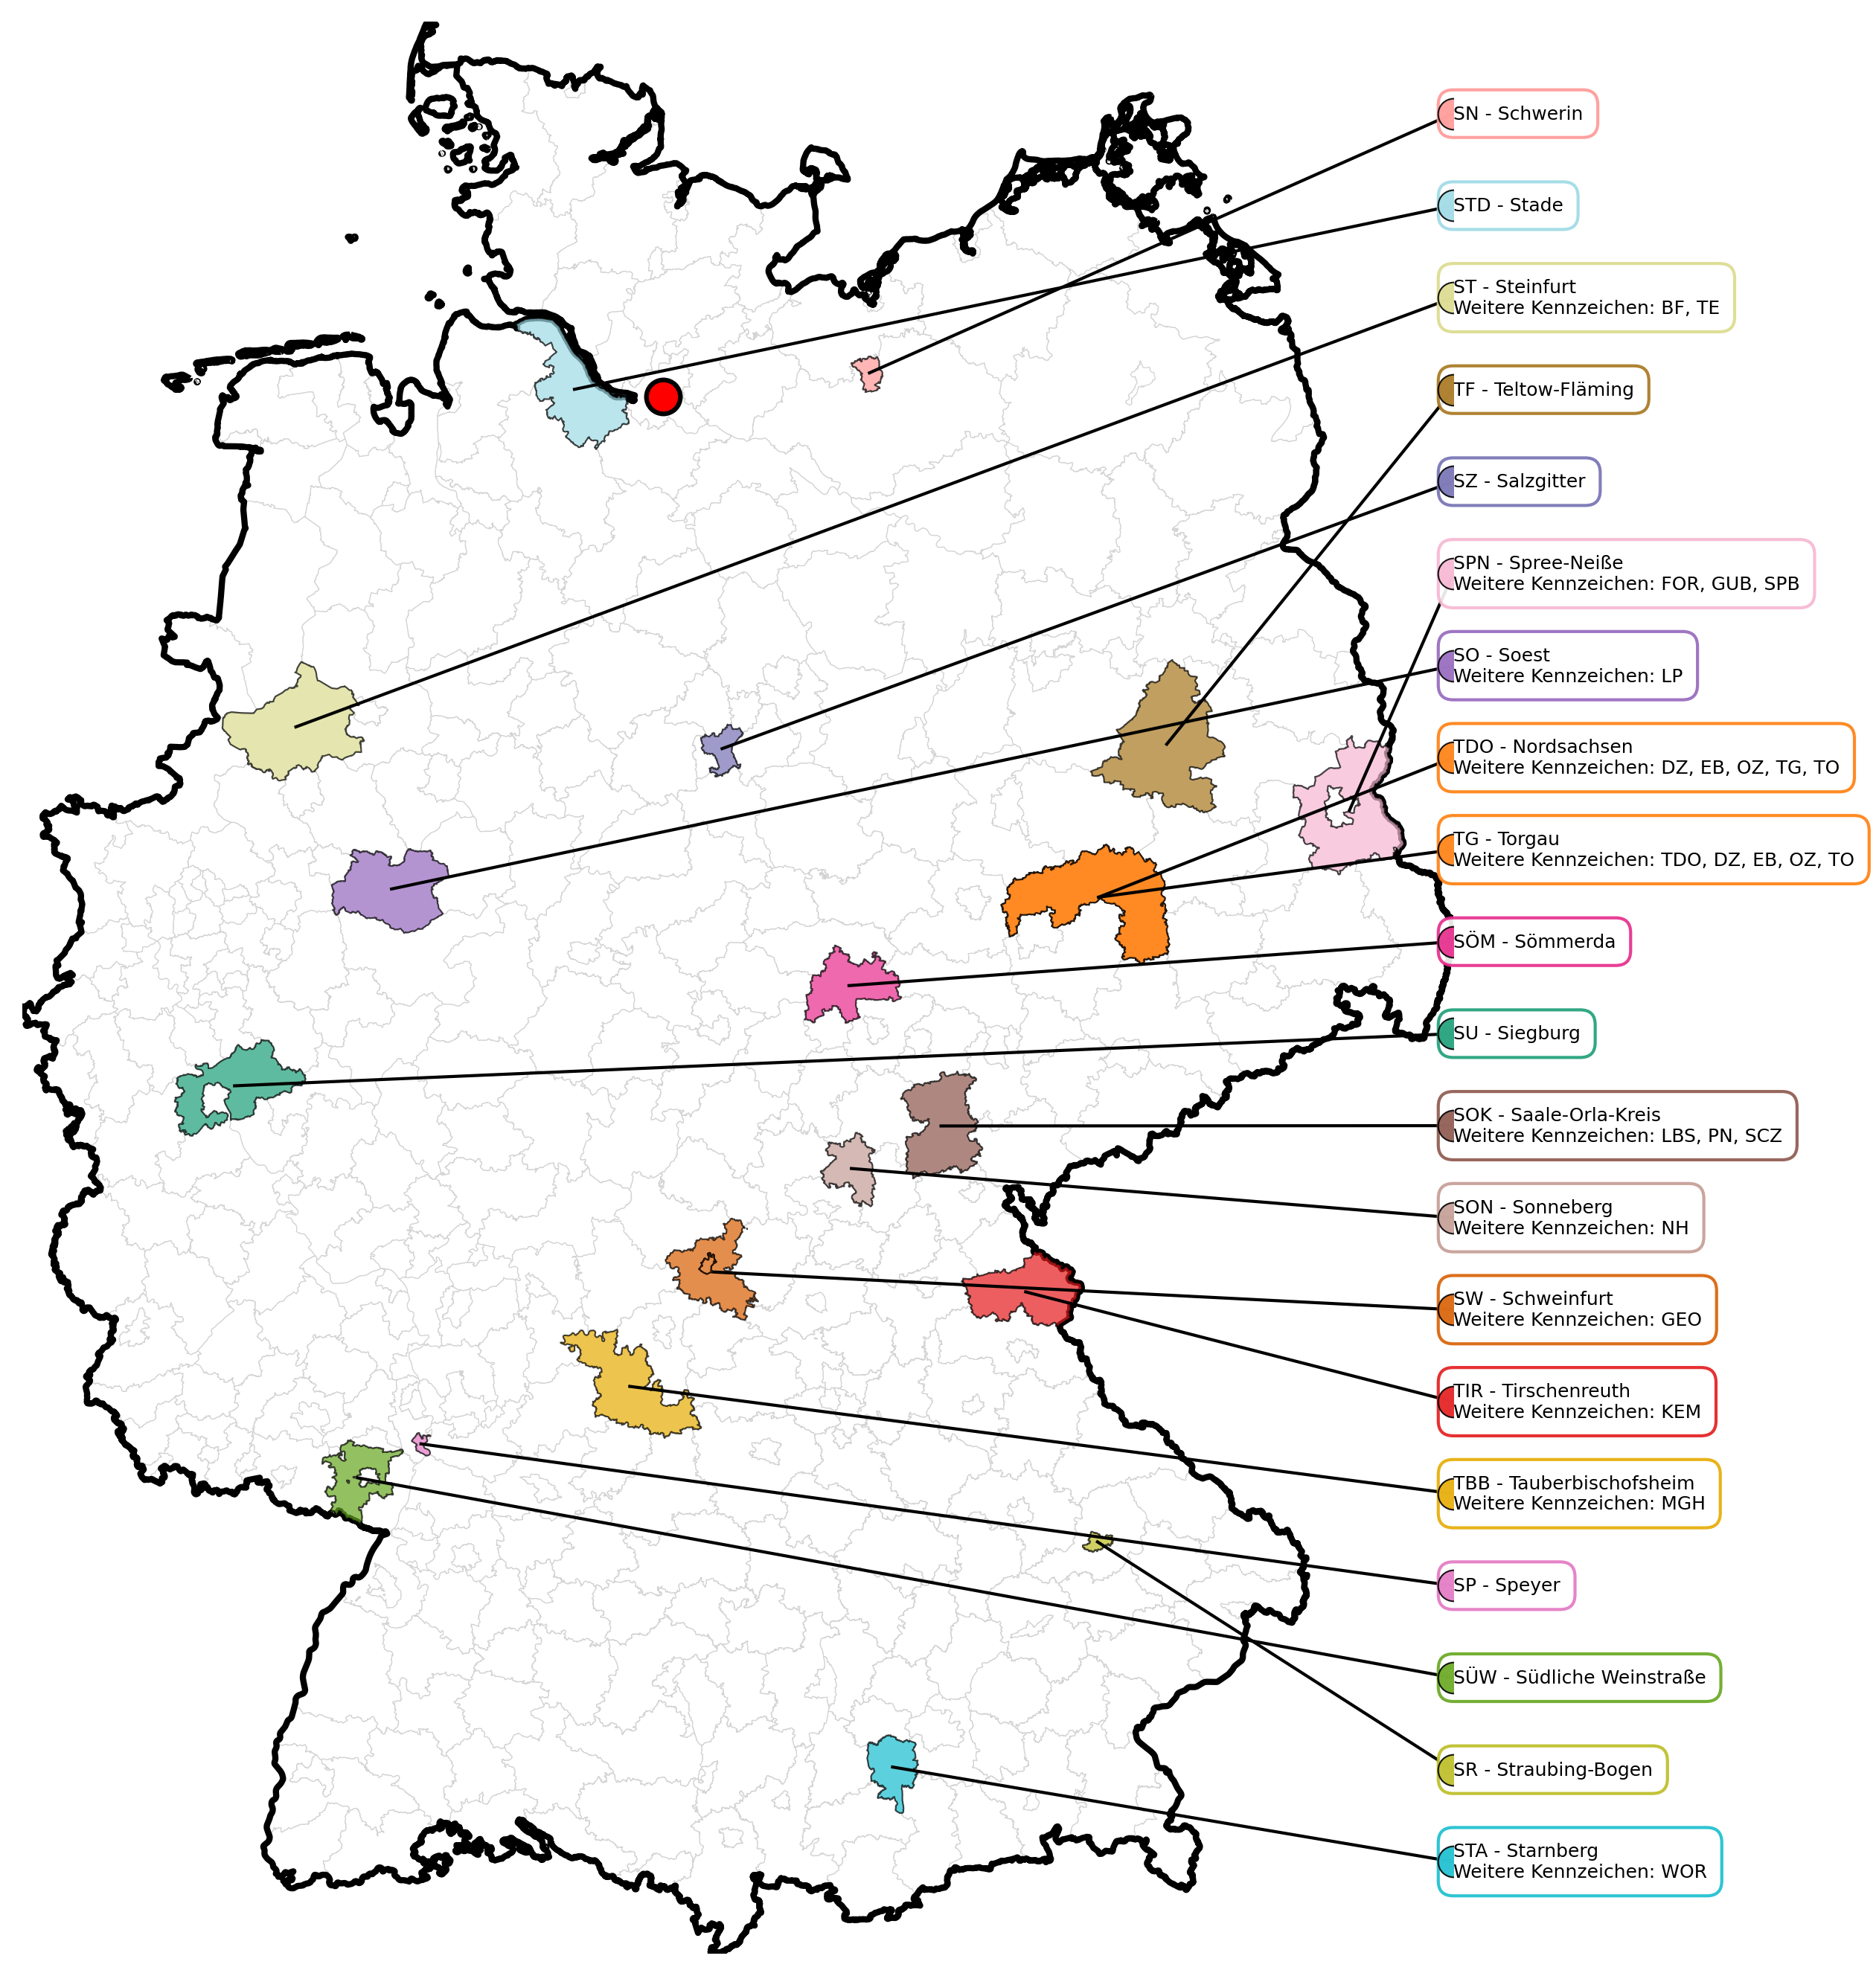 SN - Schwerin
STD - Stade
ST - Steinfurt
Weitere Kennzeichen: BF, TE
TF - Teltow-Fläming
SZ - Salzgitter
SPN - Spree-Neiße
Weitere Kennzeichen: FOR, GUB, SPB
SO - Soest
Weitere Kennzeichen: LP
TDO - Nordsachsen
Weitere Kennzeichen: DZ, EB, OZ, TG, TO
TG - Torgau
Weitere Kennzeichen: TDO, DZ, EB, OZ, TO
SÖM - Sömmerda
SU - Siegburg
SOK - Saale-Orla-Kreis
Weitere Kennzeichen: LBS, PN, SCZ
SON - Sonneberg
Weitere Kennzeichen: NH
SW - Schweinfurt
Weitere Kennzeichen: GEO
TIR - Tirschenreuth
Weitere Kennzeichen: KEM
TBB - Tauberbischofsheim
Weitere Kennzeichen: MGH
SP - Speyer
SÜW - Südliche Weinstraße
SR - Straubing-Bogen
STA - Starnberg
Weitere Kennzeichen: WOR